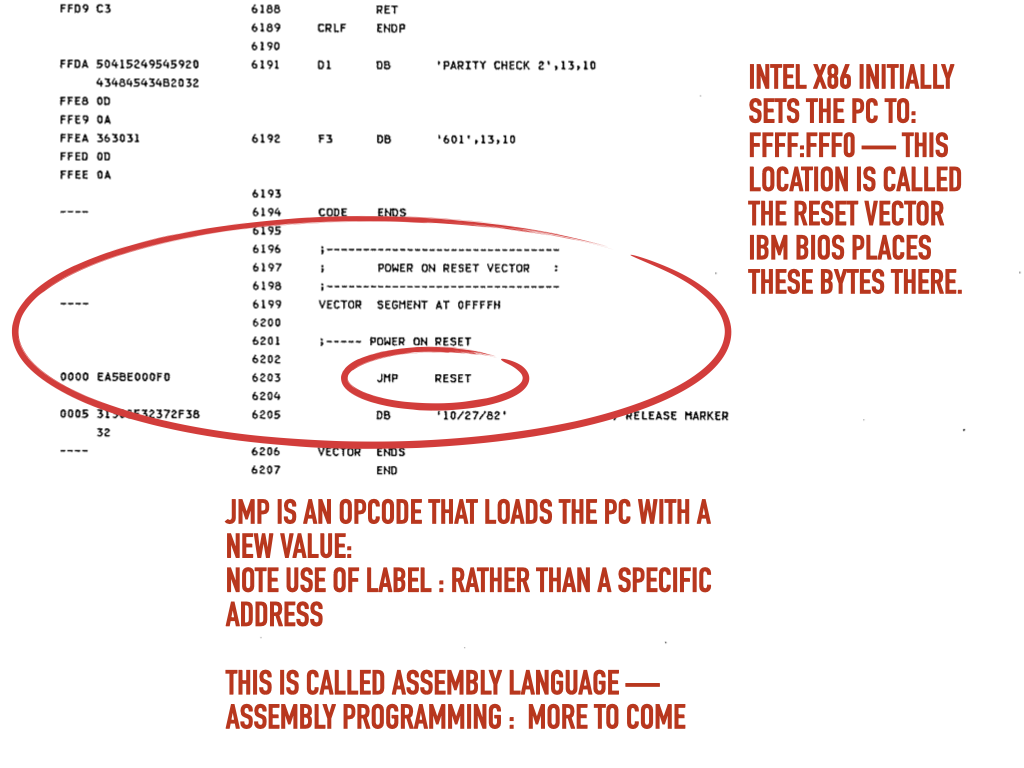 FFD9 C3 6188 RET
6189 CRLF ENDP
6190
FFDA 50415249545920 6191 D1 DB 'PARITY CHECK 2',13,10
434845434B2032
FFE8 0D
FFE9 0A
FFEA 363031 6192 F3 DB '601',13,10
FFED 0D
FFEE 0A
6193
---- 6194 CODE ENDS
6195
6196 ;--------------------------------
6197 ; POWER ON RESET VECTOR :
6198 ;--------------------------------
---- 6199 VECTOR SEGMENT AT 0FFFFH
6200
6201 ;----- POWER ON RESET
6202
0000 EA5BE000F0 6203 JMP RESET
6204
0005 31302F32372F38 6205 DB '10/27/82' ; RELEASE MARKER
32
---- 6206 VECTOR ENDS
6207 END
INTEL X86 INITIALLY
SETS THE PC TO:
FFFF:FFF0 — THIS
LOCATION IS CALLED
THE RESET VECTOR
IBM BIOS PLACES
THESE BYTES THERE.
JMP IS AN OPCODE THAT LOADS THE PC WITH A
NEW VALUE:
NOTE USE OF LABEL : RATHER THAN A SPECIFIC
ADDRESS
THIS IS CALLED ASSEMBLY LANGUAGE —
ASSEMBLY PROGRAMMING : MORE TO COME